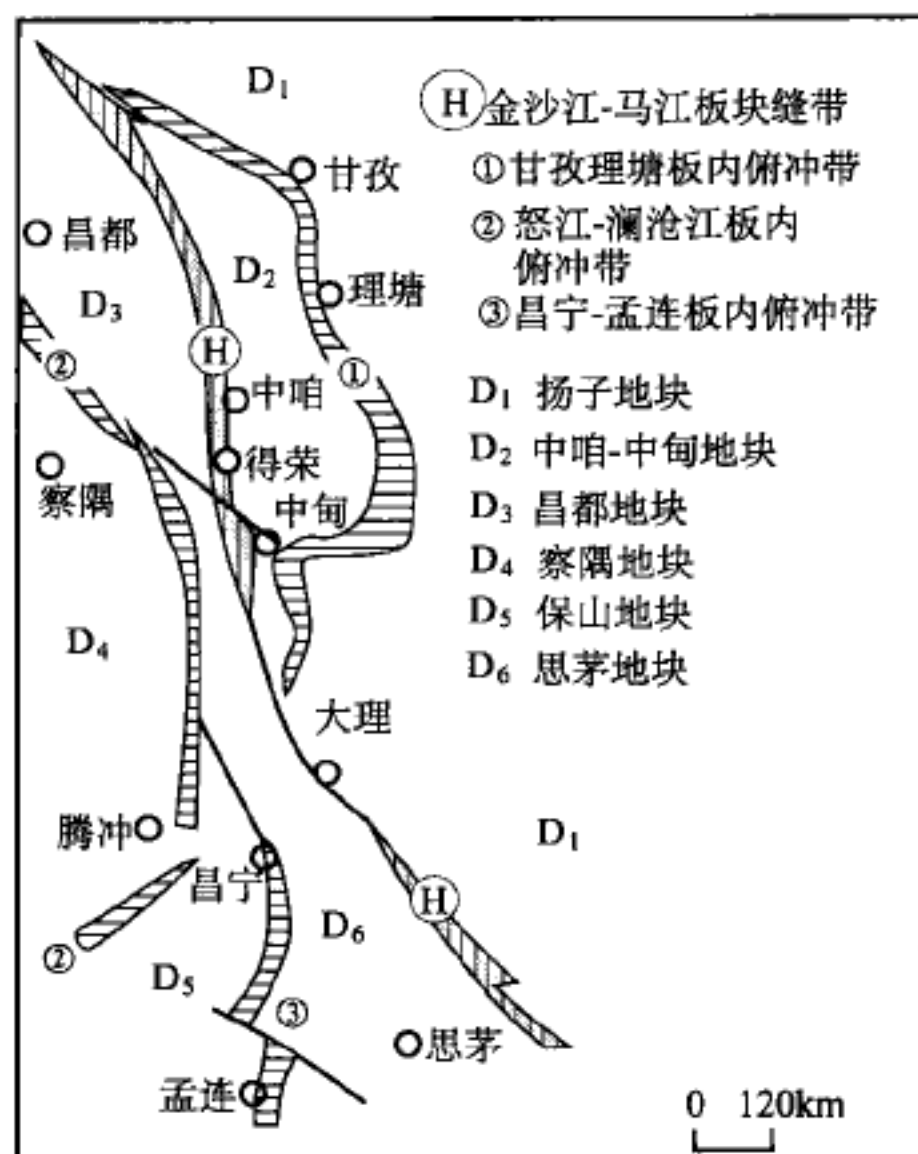 D₁
H 金沙江-马江板块缝带
甘孜
①甘孜理塘板内俯冲带
昌都
②怒江-澜沧江板内
俯冲带
D₂
理塘
D₃
③昌宁-孟连板内俯冲带
H
②
①
中咱
D₁ 扬子地块
得荣
D₂ 中咱-中甸地块
察隅
中甸
D₃ 昌都地块
D₄ 察隅地块
D₅ 保山地块
D₄
D₆ 思茅地块
大理
腾冲
D₁
昌宁
H
D₆
②
D₅
③
思茅
孟连
0 120km